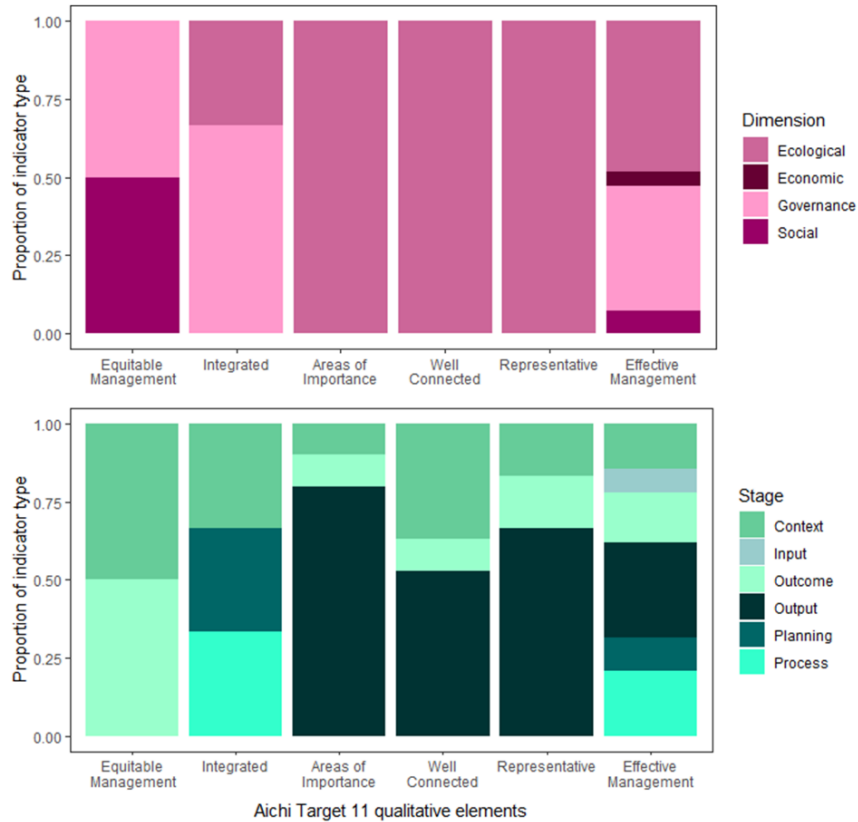 Proportion of indicator type
1.00
0.75
0.50
0.25
0.00
Equitable
Management
Integrated
Areas of
Importance
Well
Connected
Representative
Effective
Management
Dimension
Ecological
Economic
Governance
Social
Proportion of indicator type
1.00
0.75
0.50
0.25
0.00
Equitable
Management
Integrated
Areas of
Importance
Well
Connected
Representative
Effective
Management
Aichi Target 11 qualitative elements
Stage
Context
Input
Outcome
Output
Planning
Process